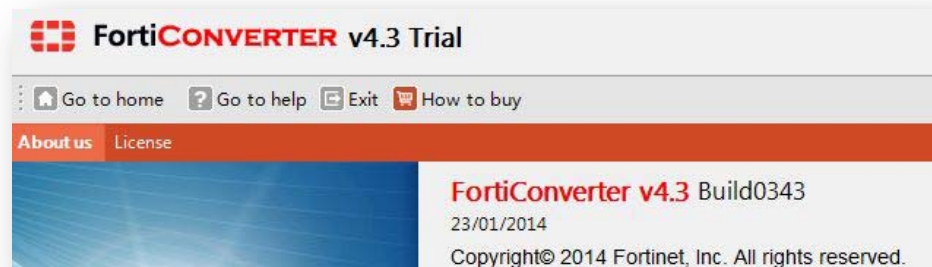 FortiCONVERTER v4.3 Trial
Go to home Go to help Exit How to buy
About us License
FortiConverter v4.3 Build0343
23/01/2014
Copyright© 2014 Fortinet, Inc. All rights reserved.